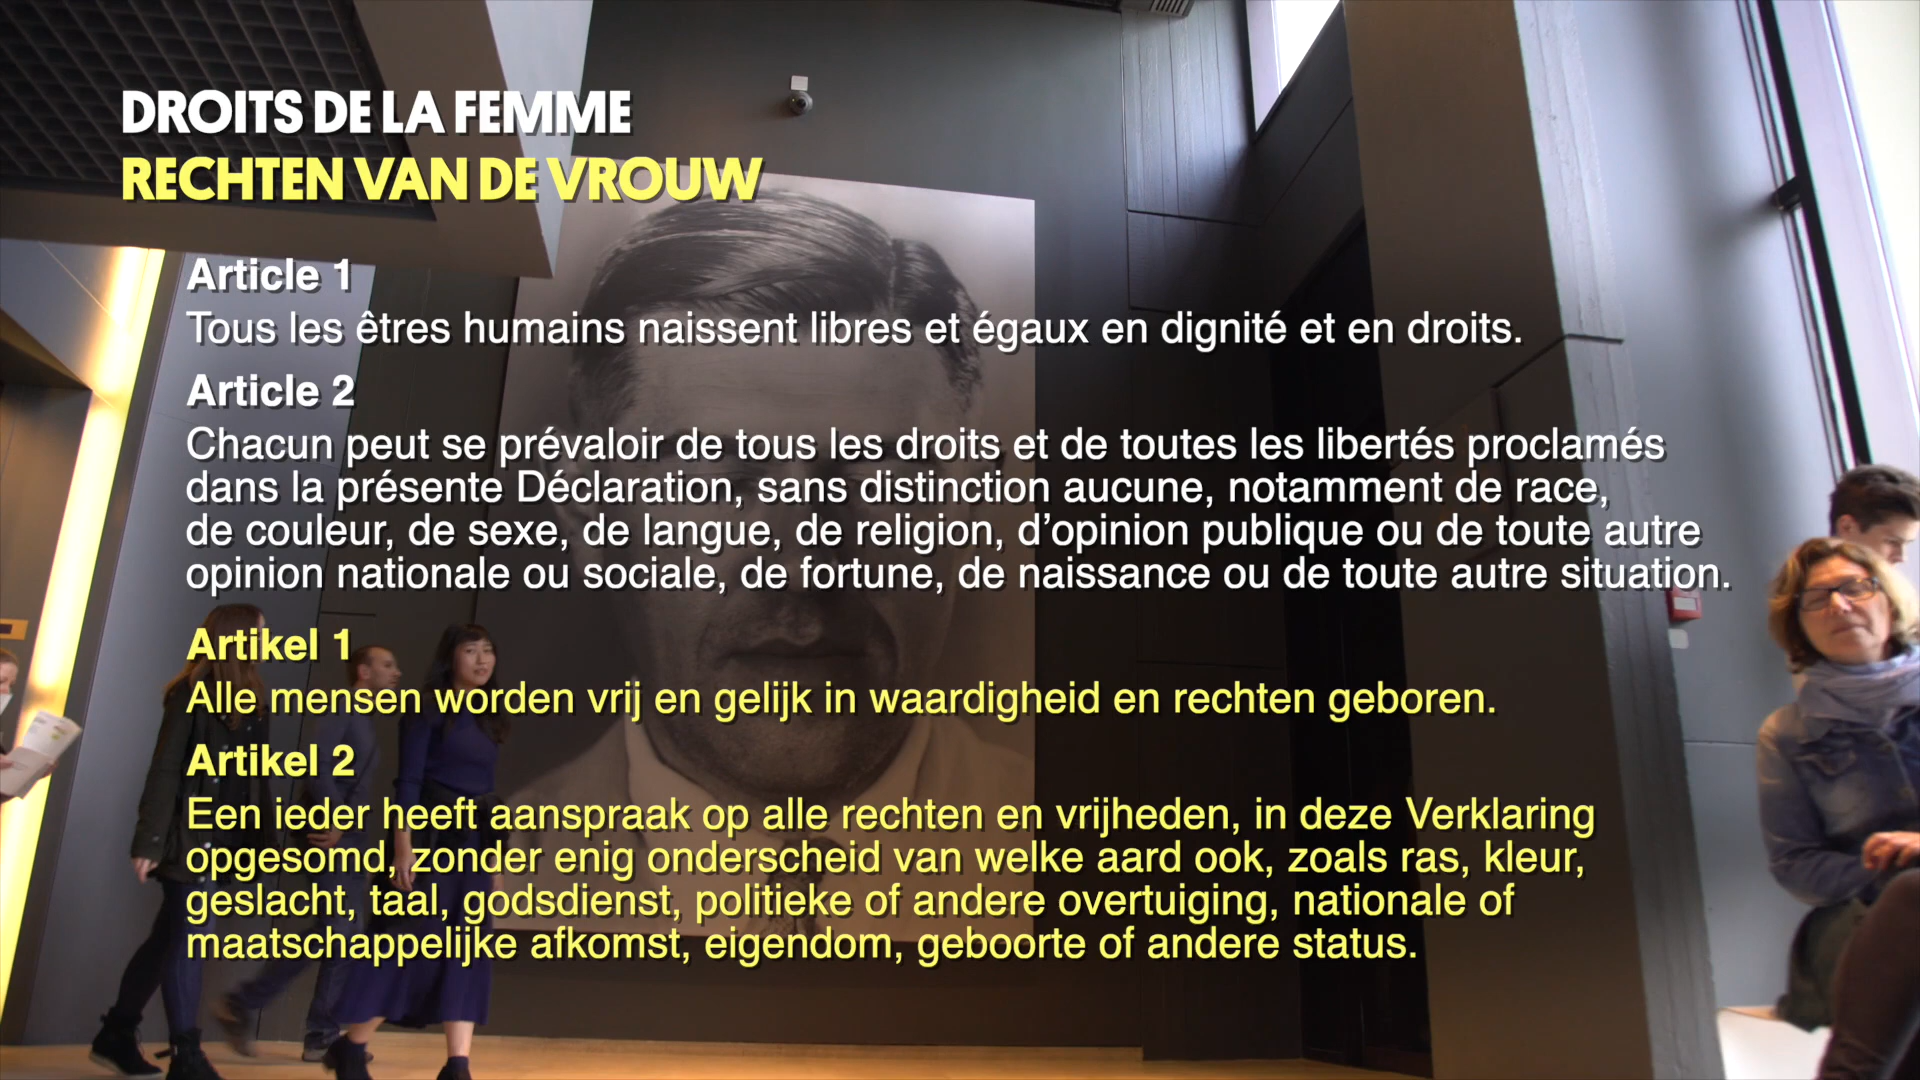 DROITS DE LA FEMME
RECHTEN VAN DE VROUW
Article 1
Tous les êtres humains naissent libres et égaux en dignité et en droits.
Article 2
Chacun peut se prévaloir de tous les droits et de toutes les libertés proclamés
dans la présente Déclaration, sans distinction aucune, notamment de race,
de couleur, de sexe, de langue, de religion, d’opinion publique ou de toute autre
opinion nationale ou sociale, de fortune, de naissance ou de toute autre situation.
Artikel 1
Alle mensen worden vrij en gelijk in waardigheid en rechten geboren.
Artikel 2
Een ieder heeft aanspraak op alle rechten en vrijheden, in deze Verklaring
opgesomd, zonder enig onderscheid van welke aard ook, zoals ras, kleur,
geslacht, taal, godsdienst, politieke of andere overtuiging, nationale of
maatschappelijke afkomst, eigendom, geboorte of andere status.